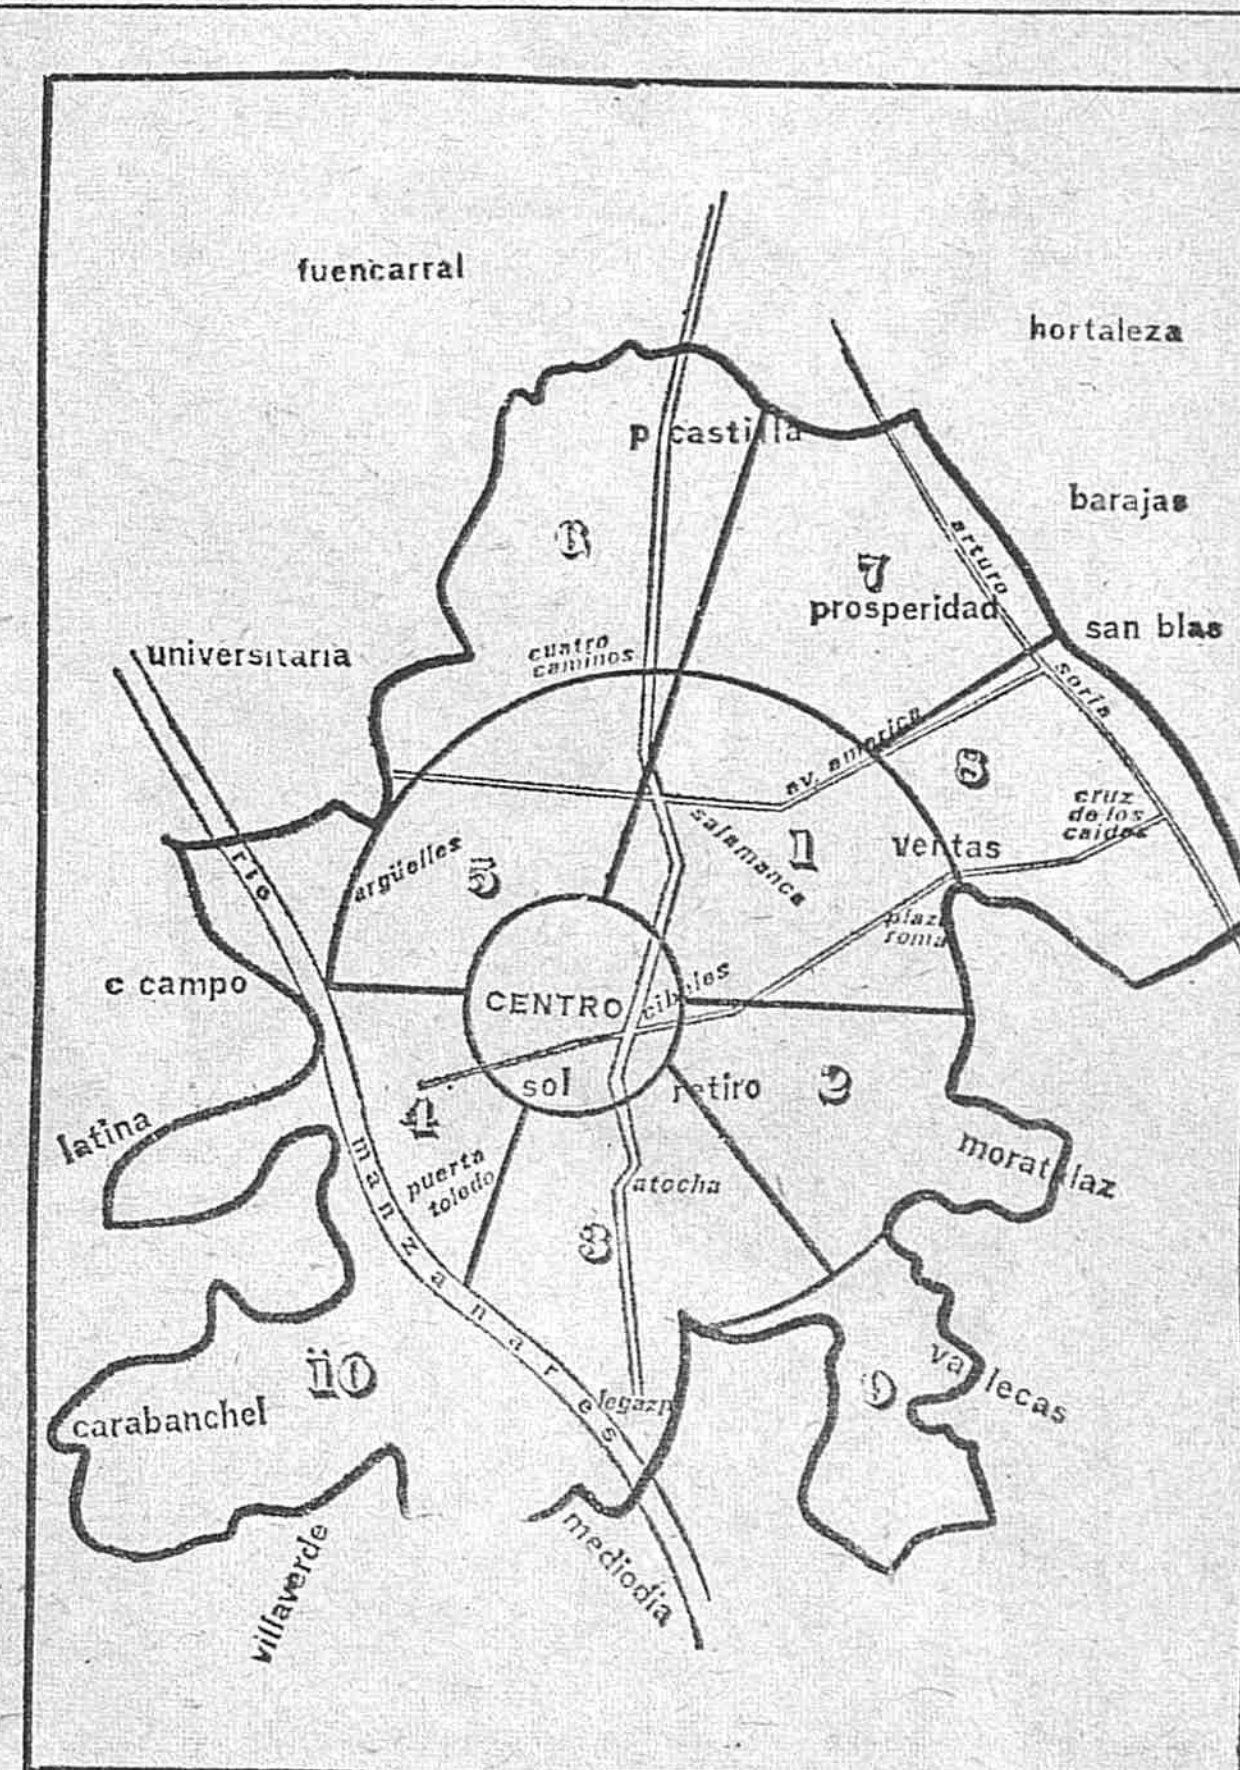 fuencarral
hortaleza
p castilla
barajas
6
arturo
7
prosperidad
san blas
cuatro
caminos
universitaria
soria
av. america
8
cruz
de los
caidos
salamanca
1
ventas
rio
argüelles
5
plaza
roma
c campo
CENTRO
cibeles
sol
retiro
2
4
latina
manzanares
puerta
toledo
moratalaz
atocha
3
10
vallecas
9
carabanchel
legazpi
villaverde
mediodia